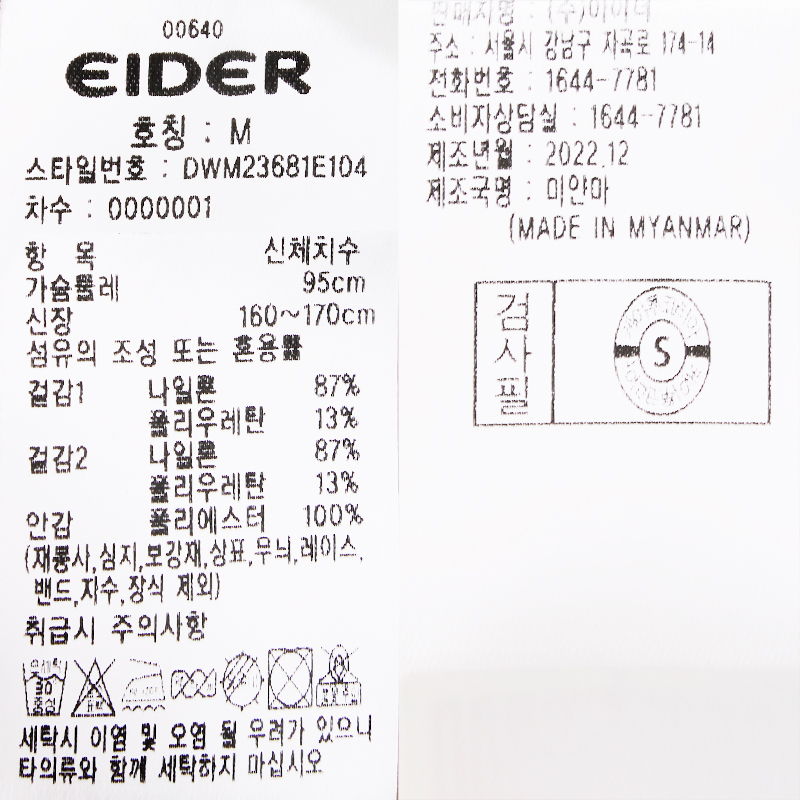 00640
EIDER
호칭 : M
스타일번호 : DWM23681E104
차수 : 0000001
항 목 신체치수
가슴둘레 95cm
신장 160~170cm
섬유의 조성 또는 혼용률
겉감1 나일론 87%
폴리우레탄 13%
겉감2 나일론 87%
폴리우레탄 13%
안감 폴리에스터 100%
(재봉사,심지,보강재,상표,무늬,레이스,
밴드,자수,장식 제외)
취급시 주의사항
30
중성
세탁시 이염 및 오염 될 우려가 있으니
타의류와 함께 세탁하지 마십시오
판매자명 : (주)아이더
주소 : 서울시 강남구 자곡로 174-14
전화번호 : 1644-7781
소비자상담실 : 1644-7781
제조년월 : 2022.12
제조국명 : 미얀마
(MADE IN MYANMAR)
검사필
S